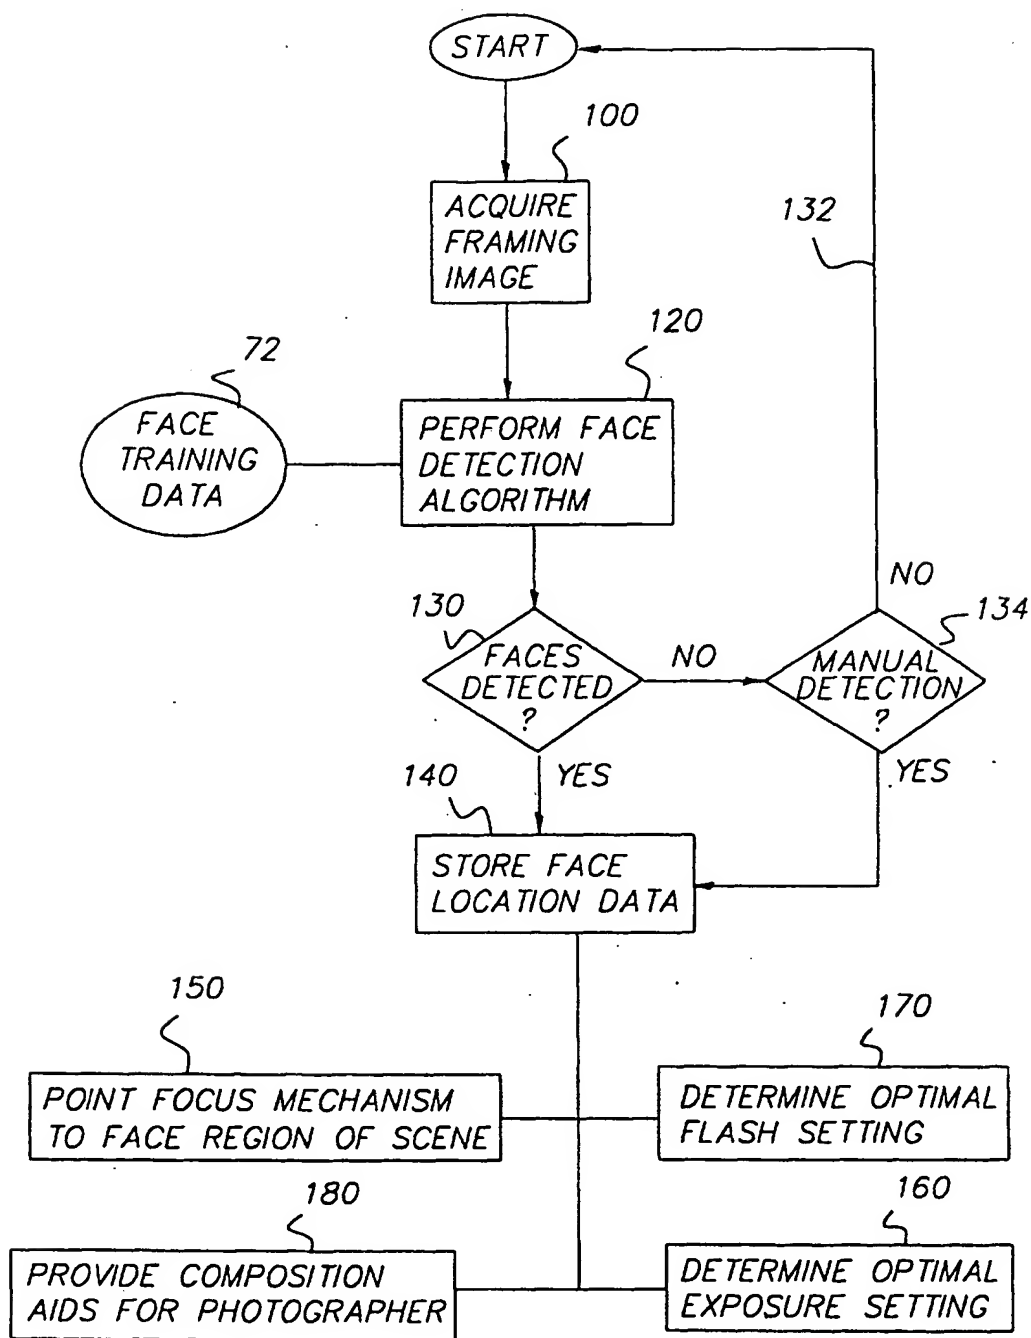 START
100
ACQUIRE
FRAMING
IMAGE
132
120
72
FACE
TRAINING
DATA
PERFORM FACE
DETECTION
ALGORITHM
NO
130
134
FACES
DETECTED
?
NO
MANUAL
DETECTION
?
140
YES
YES
STORE FACE
LOCATION DATA
150
170
POINT FOCUS MECHANISM
TO FACE REGION OF SCENE
DETERMINE OPTIMAL
FLASH SETTING
180
160
PROVIDE COMPOSITION
AIDS FOR PHOTOGRAPHER
DETERMINE OPTIMAL
EXPOSURE SETTING